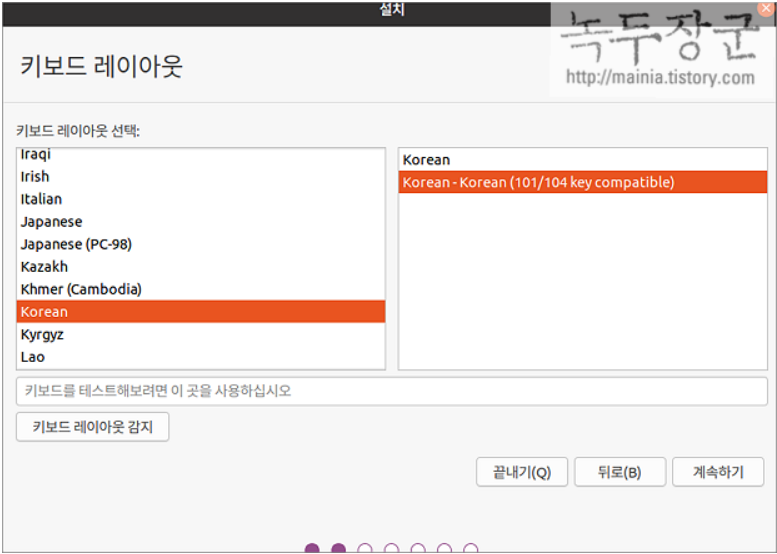 설치
녹두장군
http://mainia.tistory.com
키보드 레이아웃
키보드 레이아웃 선택:
Iraqi
Irish
Italian
Japanese
Japanese (PC-98)
Kazakh
Khmer (Cambodia)
Korean
Kyrgyz
Lao
Korean
Korean - Korean (101/104 key compatible)
키보드를 테스트해보려면 이 곳을 사용하십시오
키보드 레이아웃 감지
끝내기(Q)
뒤로(B)
계속하기